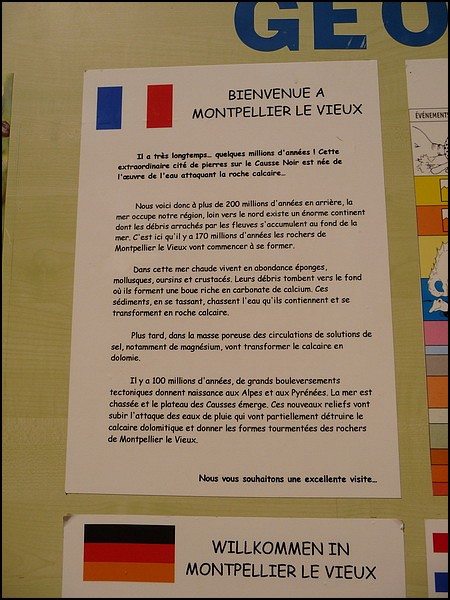 GEO
BIENVENUE A
MONTPELLIER LE VIEUX
ÉVÉNEMENTS
Il a très longtemps... quelques millions d'années ! Cette
extraordinaire cité de pierres sur le Causse Noir est née de
l'œuvre de l'eau attaquant la roche calcaire...
Nous voici donc à plus de 200 millions d'années en arrière, la
mer occupe notre région, loin vers le nord existe un énorme continent
dont les débris arrachés par les fleuves s'accumulent au fond de la
mer. C'est ici qu'il y a 170 millions d'années les rochers de
Montpellier le Vieux vont commencer à se former.
Dans cette mer chaude vivent en abondance éponges,
mollusques, oursins et crustacés. Leurs débris tombent vers le fond
où ils forment une boue riche en carbonate de calcium. Ces
sédiments, en se tassant, chassent l'eau qu'ils contiennent et se
transforment en roche calcaire.
Plus tard, dans la masse poreuse des circulations de solutions de
sel, notamment de magnésium, vont transformer le calcaire en
dolomie.
Il y a 100 millions d'années, de grands bouleversements
tectoniques donnent naissance aux Alpes et aux Pyrénées. La mer est
chassée et le plateau des Causses émerge. Ces nouveaux reliefs vont
subir l'attaque des eaux de pluie qui vont partiellement détruire le
calcaire dolomitique et donner les formes tourmentées des rochers
de Montpellier le Vieux.
Nous vous souhaitons une excellente visite...
WILLKOMMEN IN
MONTPELLIER LE VIEUX